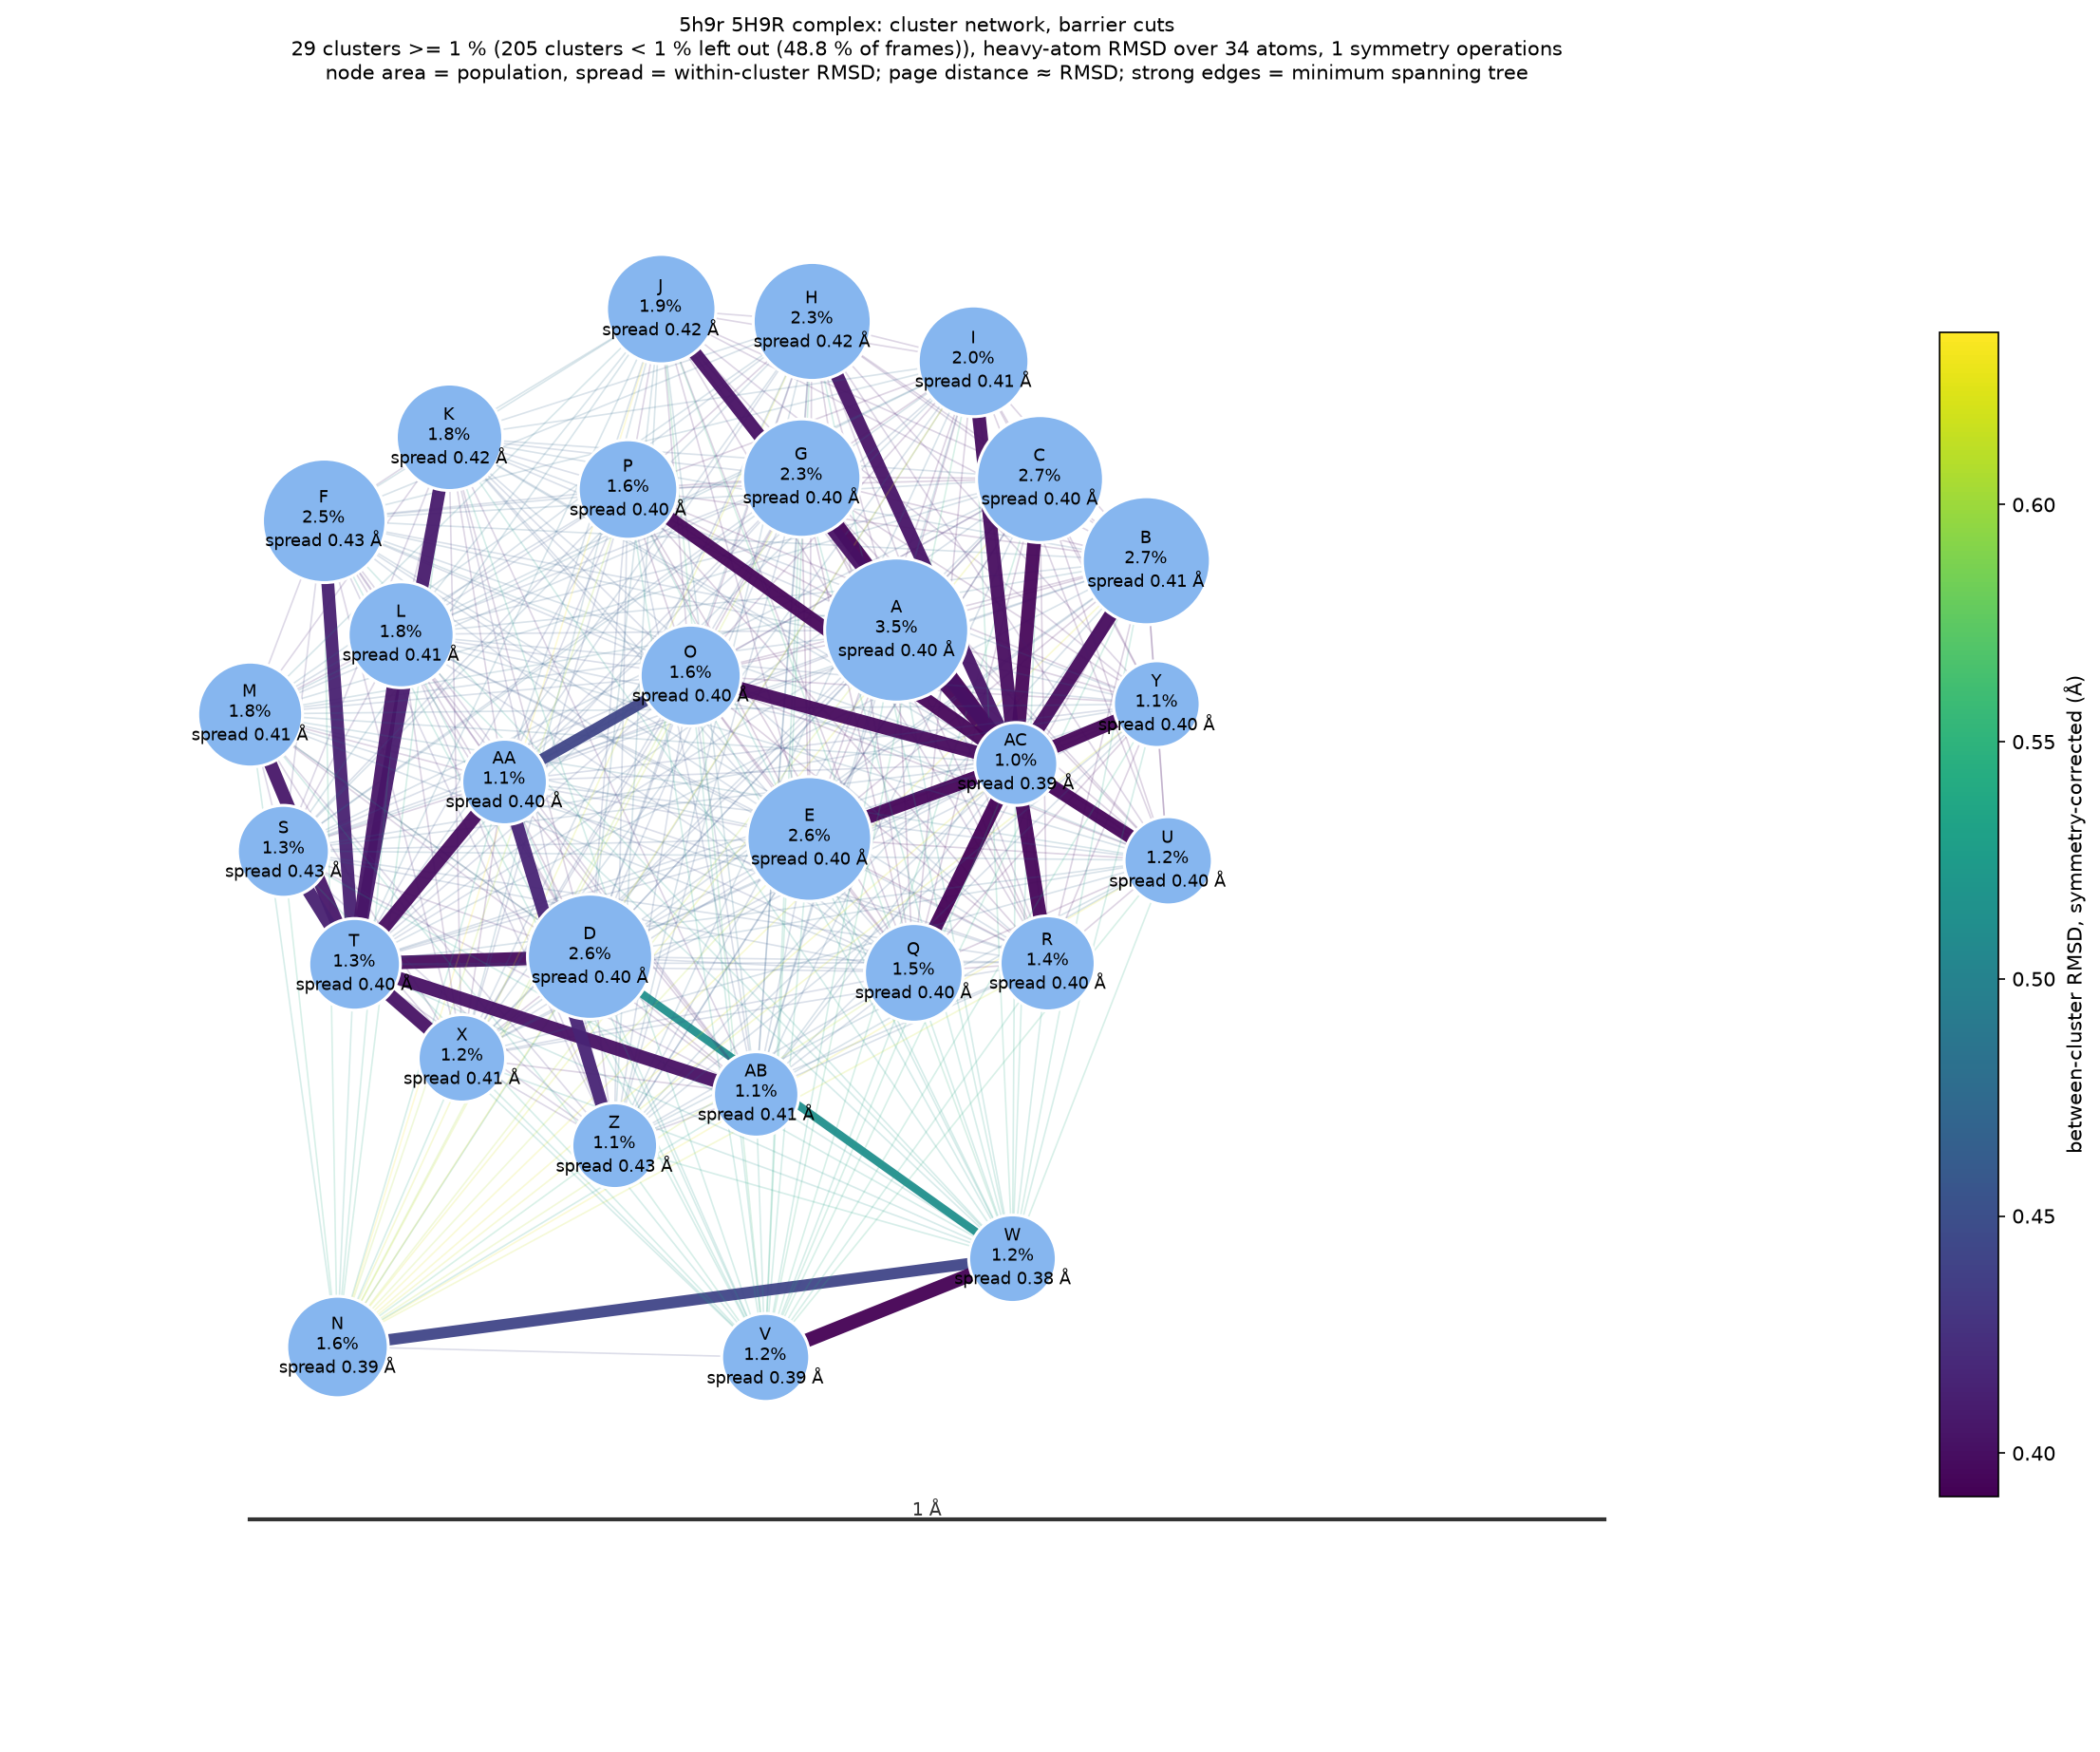 5h9r 5H9R complex: cluster network, barrier cuts
29 clusters >= 1 % (205 clusters < 1 % left out (48.8 % of frames)), heavy-atom RMSD over 34 atoms, 1 symmetry operations
node area = population, spread = within-cluster RMSD; page distance ≈ RMSD; strong edges = minimum spanning tree
J
1.9%
spread 0.42 Å
H
2.3%
spread 0.42 Å
I
2.0%
spread 0.41 Å
K
1.8%
spread 0.42 Å
C
2.7%
spread 0.40 Å
G
2.3%
spread 0.40 Å
P
1.6%
spread 0.40 Å
F
2.5%
spread 0.43 Å
B
2.7%
spread 0.41 Å
A
3.5%
spread 0.40 Å
L
1.8%
spread 0.41 Å
O
1.6%
spread 0.40 Å
Y
1.1%
spread 0.40 Å
M
1.8%
spread 0.41 Å
AC
1.0%
spread 0.39 Å
AA
1.1%
spread 0.40 Å
E
2.6%
spread 0.40 Å
S
1.3%
spread 0.43 Å
U
1.2%
spread 0.40 Å
D
2.6%
spread 0.40 Å
T
1.3%
spread 0.40 Å
Q
1.5%
spread 0.40 Å
R
1.4%
spread 0.40 Å
X
1.2%
spread 0.41 Å
AB
1.1%
spread 0.41 Å
Z
1.1%
spread 0.43 Å
W
1.2%
spread 0.38 Å
N
1.6%
spread 0.39 Å
V
1.2%
spread 0.39 Å
1 Å
0.60
0.55
0.50
0.45
0.40
between-cluster RMSD, symmetry-corrected (Å)